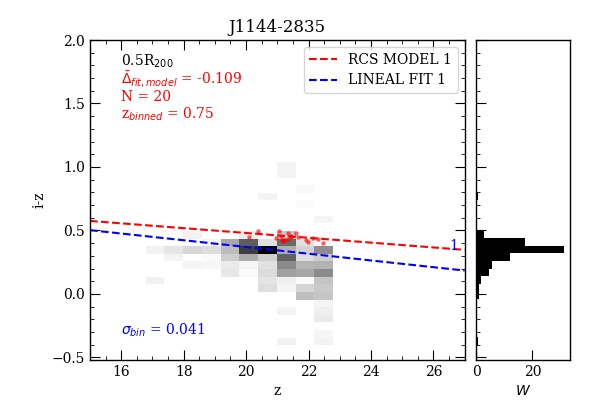 J1144-2835
2.0
1.5
1.0
0.5
0.0
−0.5
i-z
0.5R200
Δ̄fit,model = -0.109
N = 20
zbinned = 0.75
RCS MODEL 1
LINEAL FIT 1
1
σbin = 0.041
16 18 20 22 24 26
z
0 20
W